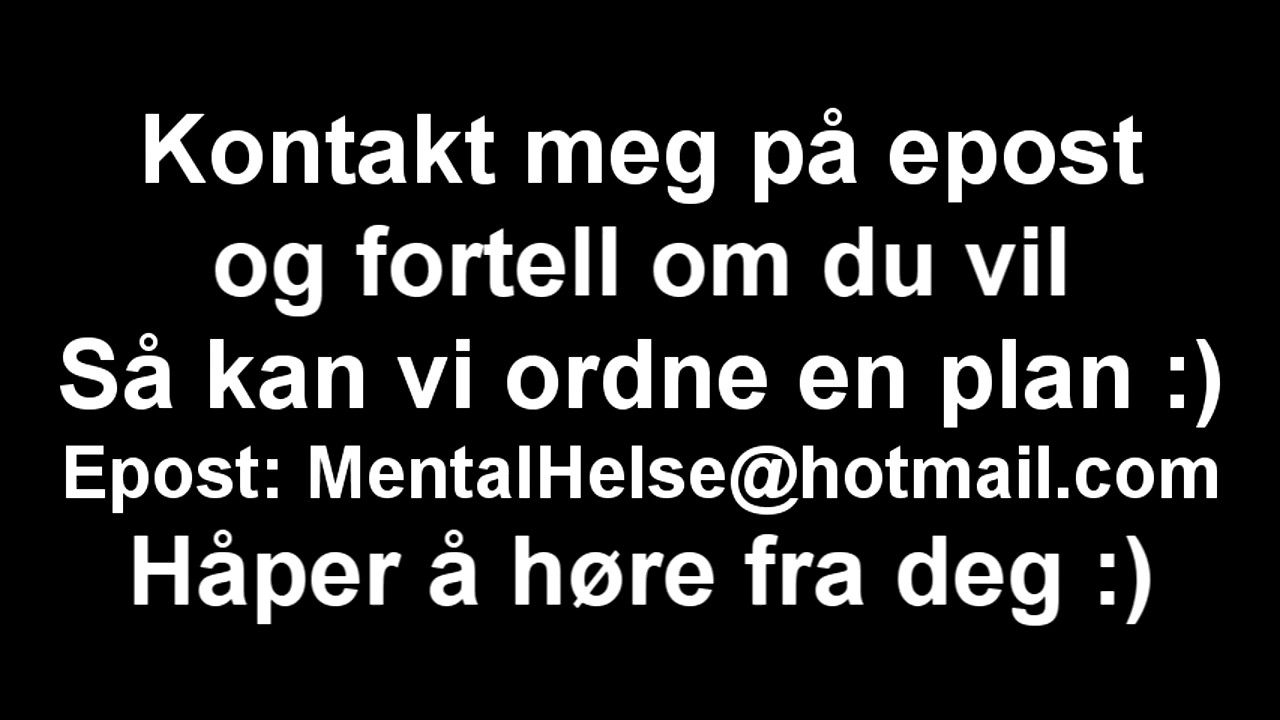 Kontakt meg på epost
og fortell om du vil
Så kan vi ordne en plan :)
Epost: MentalHelse@hotmail.com
Håper å høre fra deg :)